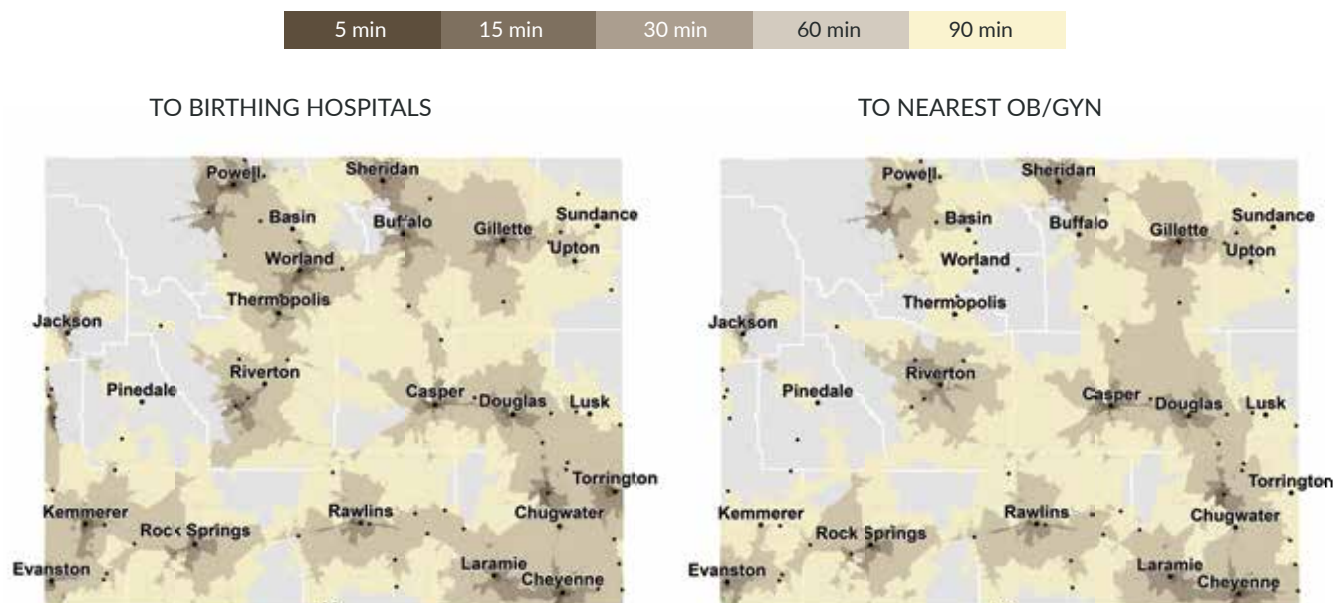 5 min 15 min 30 min 60 min 90 min
TO BIRTHING HOSPITALS
Powell
Sheridan
Basin
Buffalo
Gillette
Sundance
Upton
Worland
Thermopolis
Jackson
Pinedale
Riverton
Casper
Douglas
Lusk
Torrington
Kemmerer
Rock Springs
Rawlins
Chugwater
Evanston
Laramie
Cheyenne
TO NEAREST OB/GYN
Powell
Sheridan
Basin
Buffalo
Gillette
Sundance
Upton
Worland
Thermopolis
Jackson
Pinedale
Riverton
Casper
Douglas
Lusk
Torrington
Kemmerer
Rock Springs
Rawlins
Chugwater
Evanston
Laramie
Cheyenne